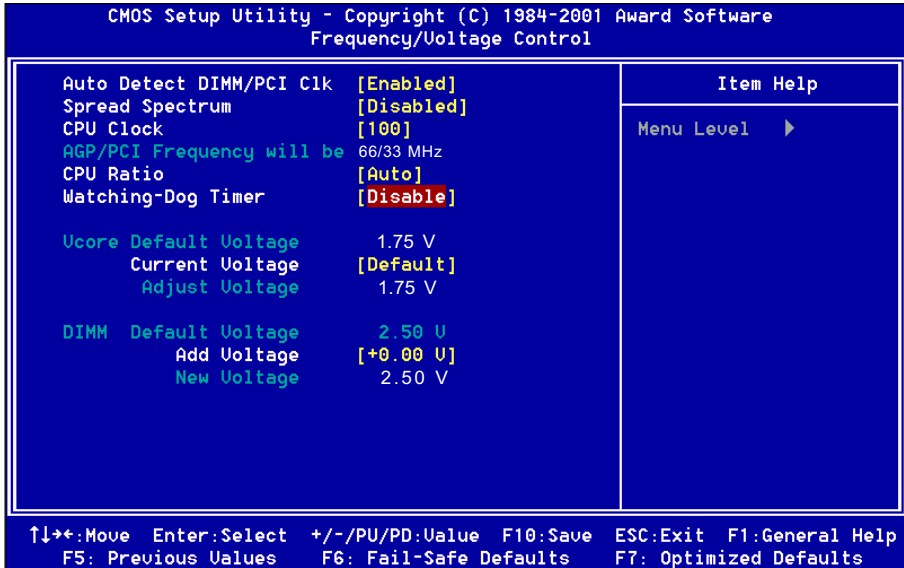 CMOS Setup Utility - Copyright (C) 1984-2001 Award Software
Frequency/Voltage Control
Auto Detect DIMM/PCI Clk [Enabled]
Spread Spectrum [Disabled]
CPU Clock [100]
AGP/PCI Frequency will be 66/33 MHz
CPU Ratio [Auto]
Watching-Dog Timer [Disable]
Vcore Default Voltage 1.75 V
Current Voltage [Default]
Adjust Voltage 1.75 V
DIMM Default Voltage 2.50 V
Add Voltage [+0.00 V]
New Voltage 2.50 V
Item Help
Menu Level ▶
↑↓→←:Move Enter:Select +/-/PU/PD:Value F10:Save ESC:Exit F1:General Help
F5: Previous Values F6: Fail-Safe Defaults F7: Optimized Defaults